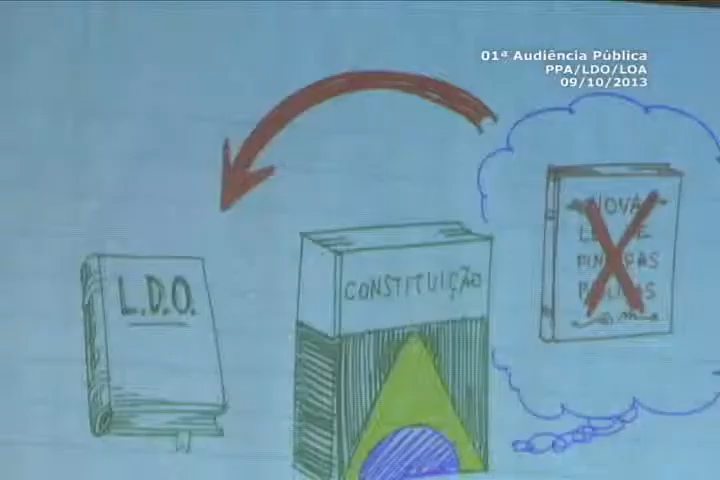 01ª Audiência Pública
PPA/LDO/LOA
09/10/2013
L.D.O.
CONSTITUIÇÃO
NOVA